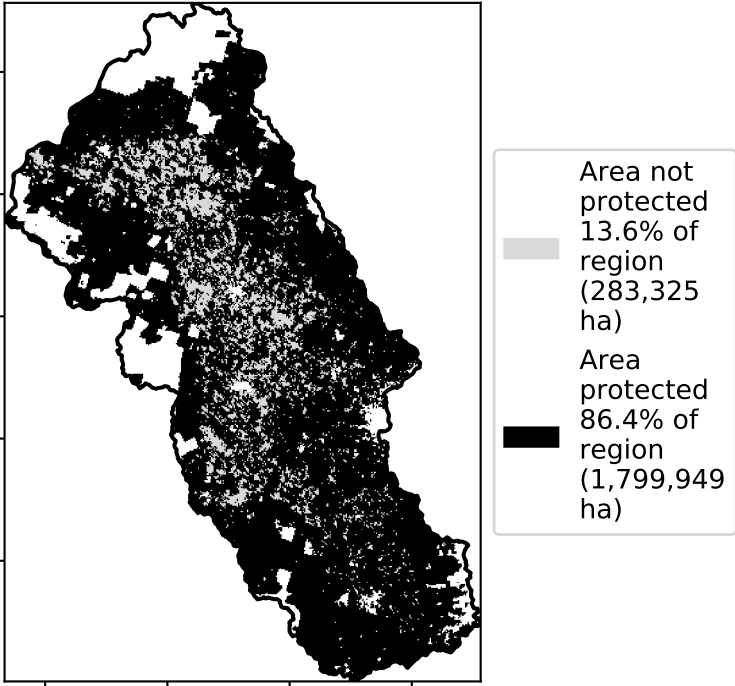 Area not
protected
13.6% of
region
(283,325
ha)
Area
protected
86.4% of
region
(1,799,949
ha)